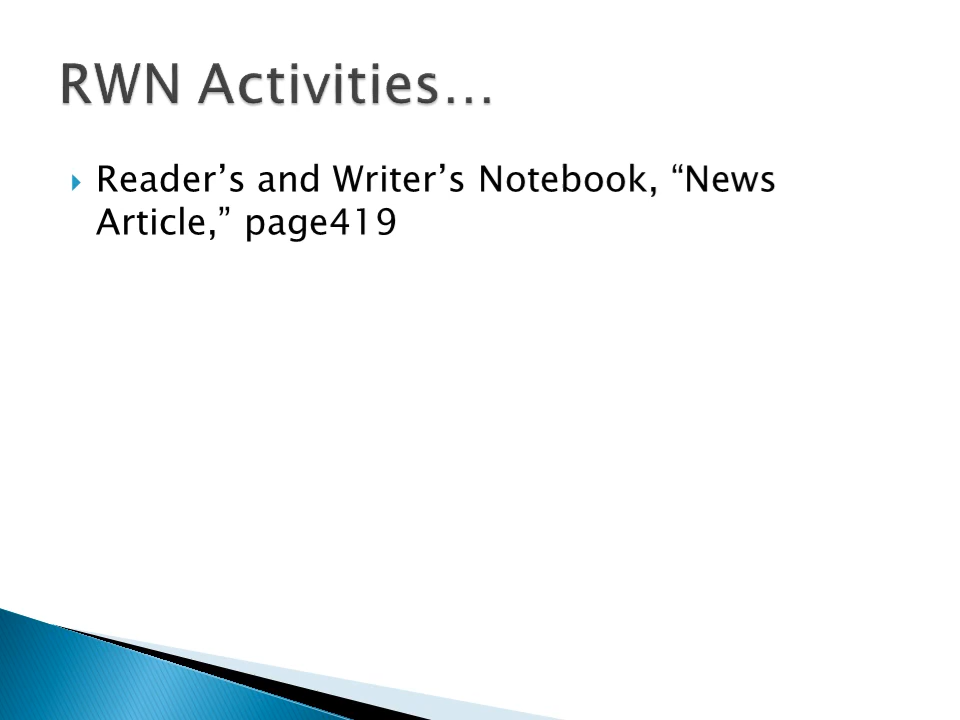 RWN Activities…
Reader’s and Writer’s Notebook, “News
Article,” page419